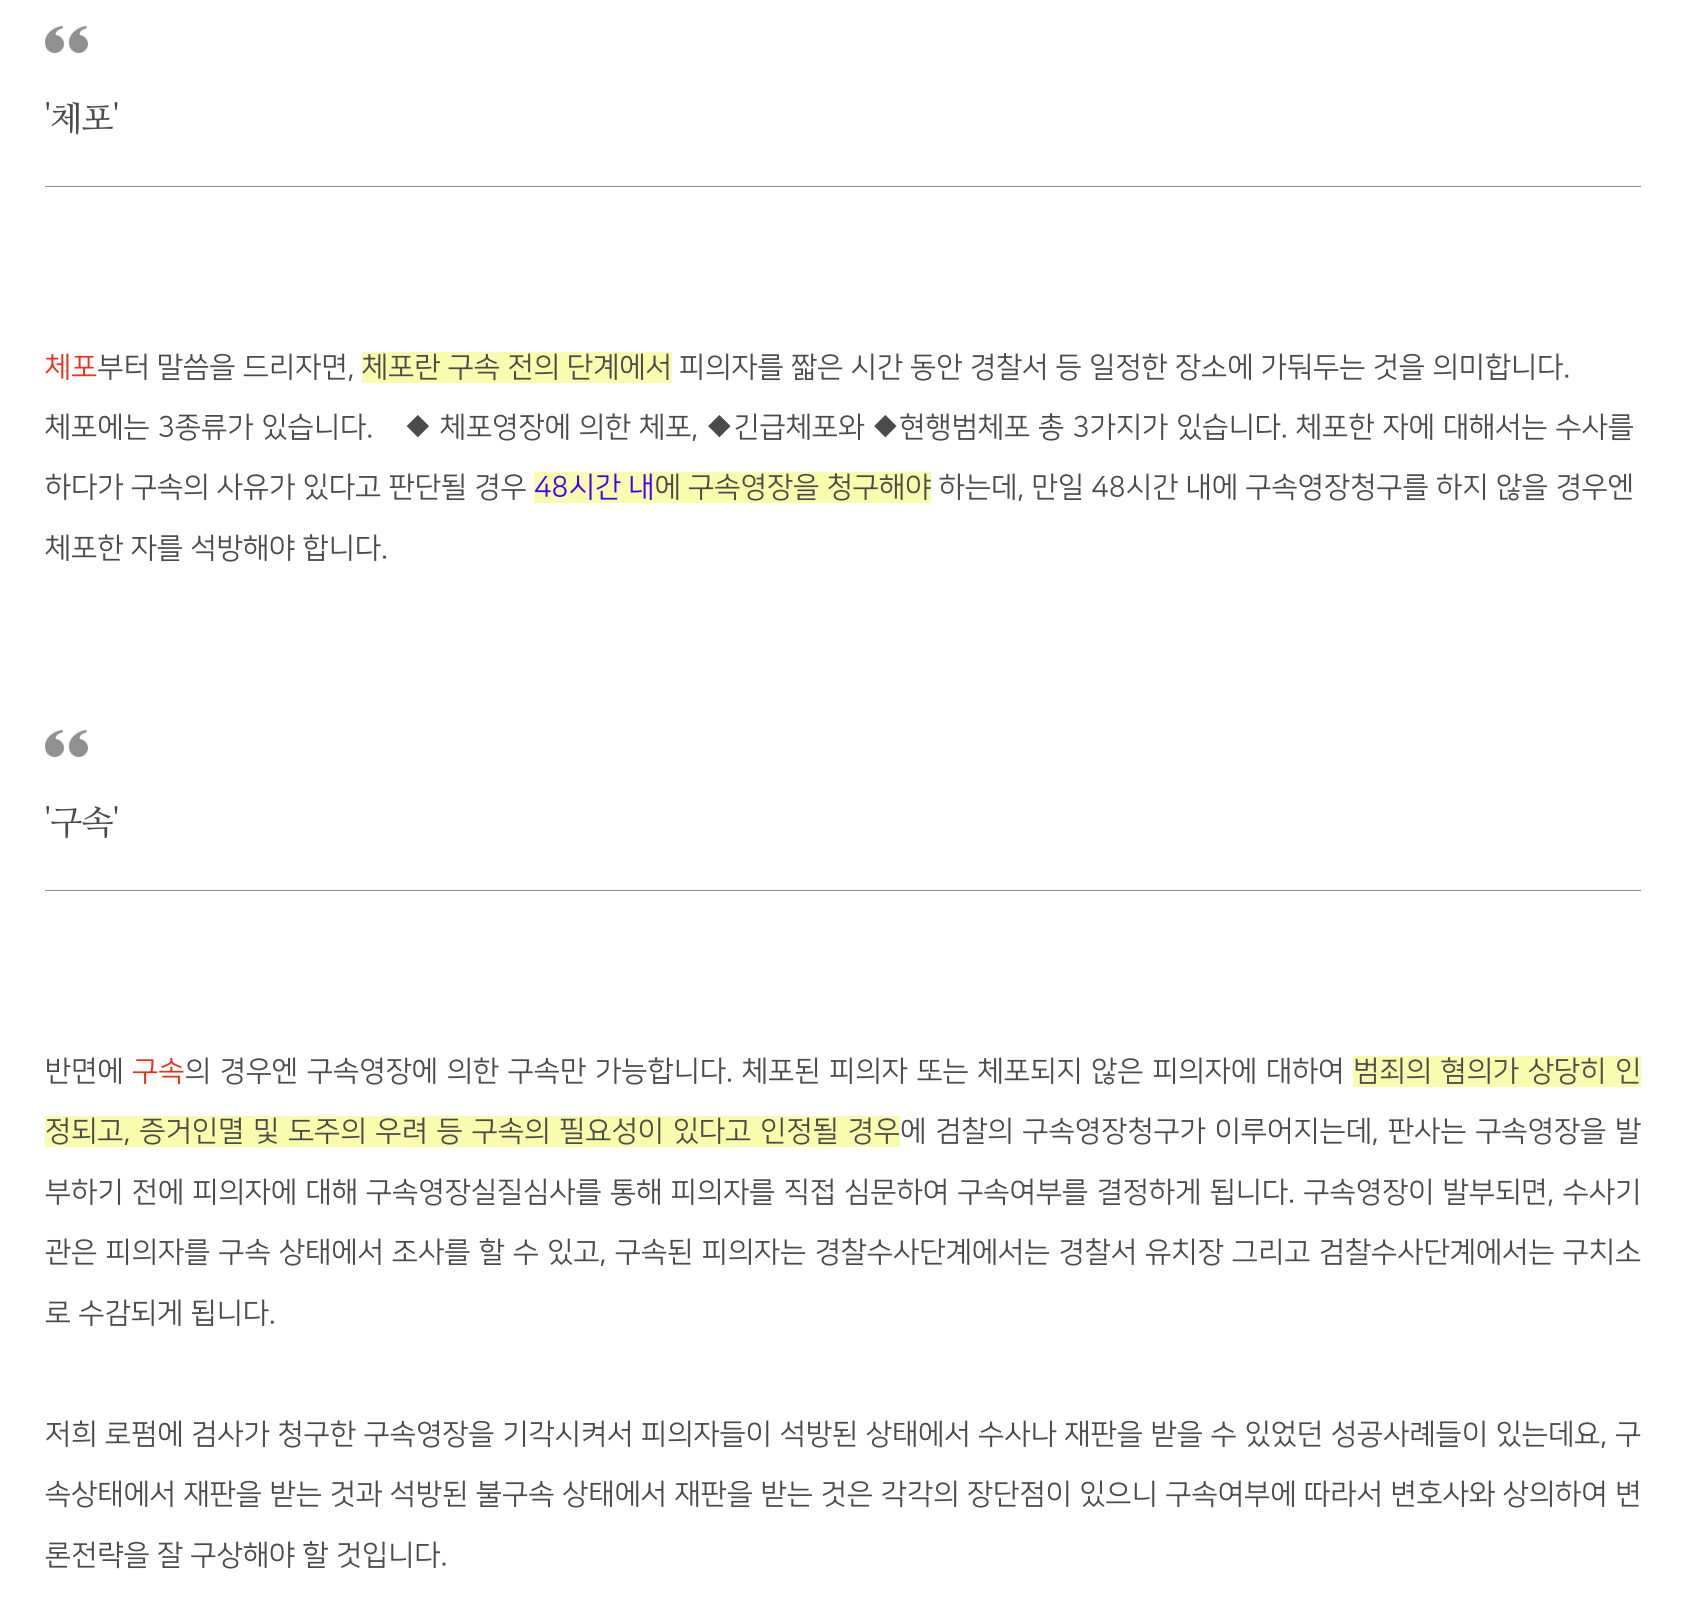 “
'체포'
체포부터 말씀을 드리자면, 체포란 구속 전의 단계에서 피의자를 짧은 시간 동안 경찰서 등 일정한 장소에 가둬두는 것을 의미합니다.
체포에는 3종류가 있습니다. ◆ 체포영장에 의한 체포, ◆긴급체포와 ◆현행범체포 총 3가지가 있습니다. 체포한 자에 대해서는 수사를
하다가 구속의 사유가 있다고 판단될 경우 48시간 내에 구속영장을 청구해야 하는데, 만일 48시간 내에 구속영장청구를 하지 않을 경우엔
체포한 자를 석방해야 합니다.
“
'구속'
반면에 구속의 경우엔 구속영장에 의한 구속만 가능합니다. 체포된 피의자 또는 체포되지 않은 피의자에 대하여 범죄의 혐의가 상당히 인
정되고, 증거인멸 및 도주의 우려 등 구속의 필요성이 있다고 인정될 경우에 검찰의 구속영장청구가 이루어지는데, 판사는 구속영장을 발
부하기 전에 피의자에 대해 구속영장실질심사를 통해 피의자를 직접 심문하여 구속여부를 결정하게 됩니다. 구속영장이 발부되면, 수사기
관은 피의자를 구속 상태에서 조사를 할 수 있고, 구속된 피의자는 경찰수사단계에서는 경찰서 유치장 그리고 검찰수사단계에서는 구치소
로 수감되게 됩니다.
저희 로펌에 검사가 청구한 구속영장을 기각시켜서 피의자들이 석방된 상태에서 수사나 재판을 받을 수 있었던 성공사례들이 있는데요, 구
속상태에서 재판을 받는 것과 석방된 불구속 상태에서 재판을 받는 것은 각각의 장단점이 있으니 구속여부에 따라서 변호사와 상의하여 변
론전략을 잘 구상해야 할 것입니다.